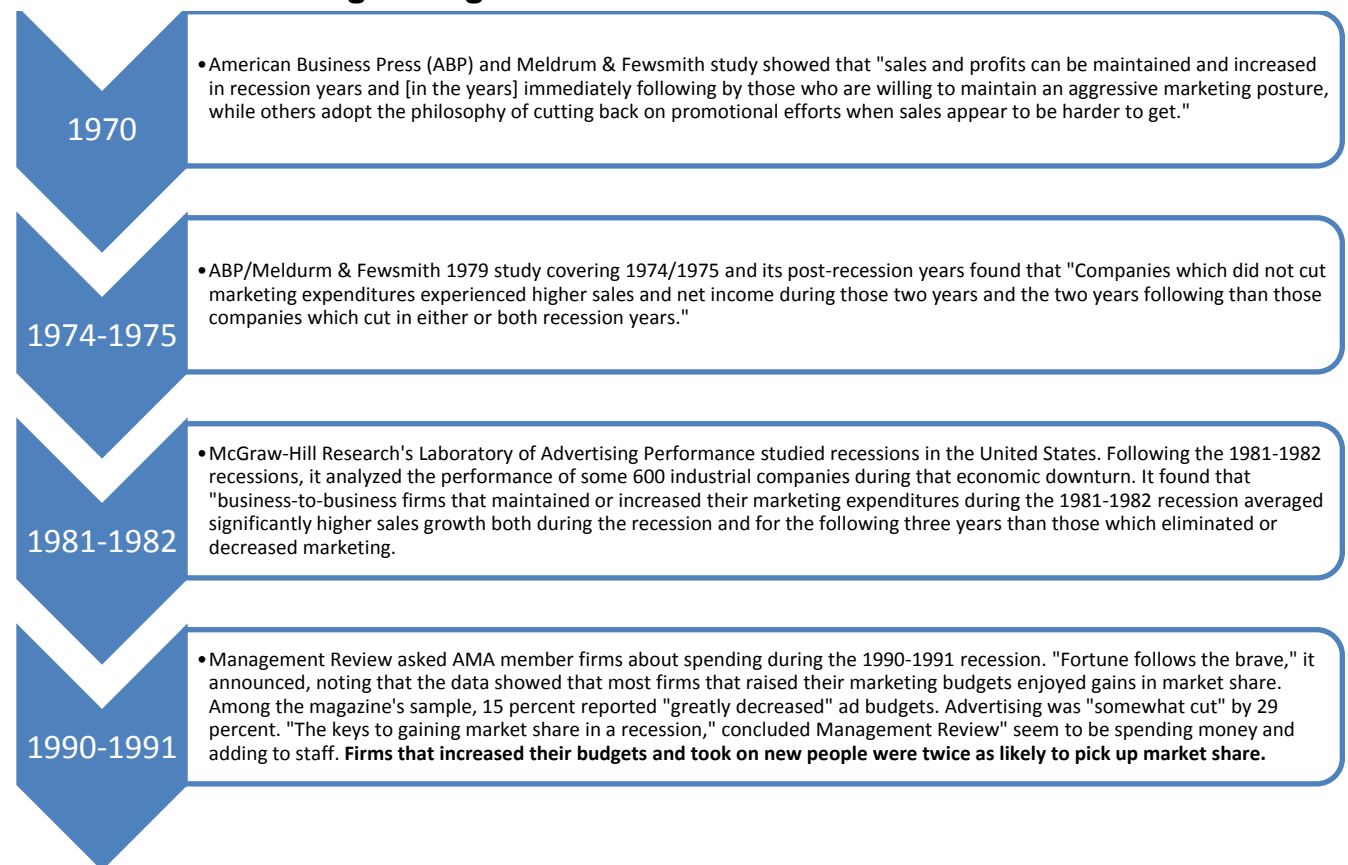 1970
•American Business Press (ABP) and Meldrum & Fewsmith study showed that "sales and profits can be maintained and increased
in recession years and [in the years] immediately following by those who are willing to maintain an aggressive marketing posture,
while others adopt the philosophy of cutting back on promotional efforts when sales appear to be harder to get."
1974-1975
•ABP/Meldurm & Fewsmith 1979 study covering 1974/1975 and its post-recession years found that "Companies which did not cut
marketing expenditures experienced higher sales and net income during those two years and the two years following than those
companies which cut in either or both recession years."
1981-1982
•McGraw-Hill Research's Laboratory of Advertising Performance studied recessions in the United States. Following the 1981-1982
recessions, it analyzed the performance of some 600 industrial companies during that economic downturn. It found that
"business-to-business firms that maintained or increased their marketing expenditures during the 1981-1982 recession averaged
significantly higher sales growth both during the recession and for the following three years than those which eliminated or
decreased marketing.
1990-1991
•Management Review asked AMA member firms about spending during the 1990-1991 recession. "Fortune follows the brave," it
announced, noting that the data showed that most firms that raised their marketing budgets enjoyed gains in market share.
Among the magazine's sample, 15 percent reported "greatly decreased" ad budgets. Advertising was "somewhat cut" by 29
percent. "The keys to gaining market share in a recession," concluded Management Review" seem to be spending money and
adding to staff. Firms that increased their budgets and took on new people were twice as likely to pick up market share.